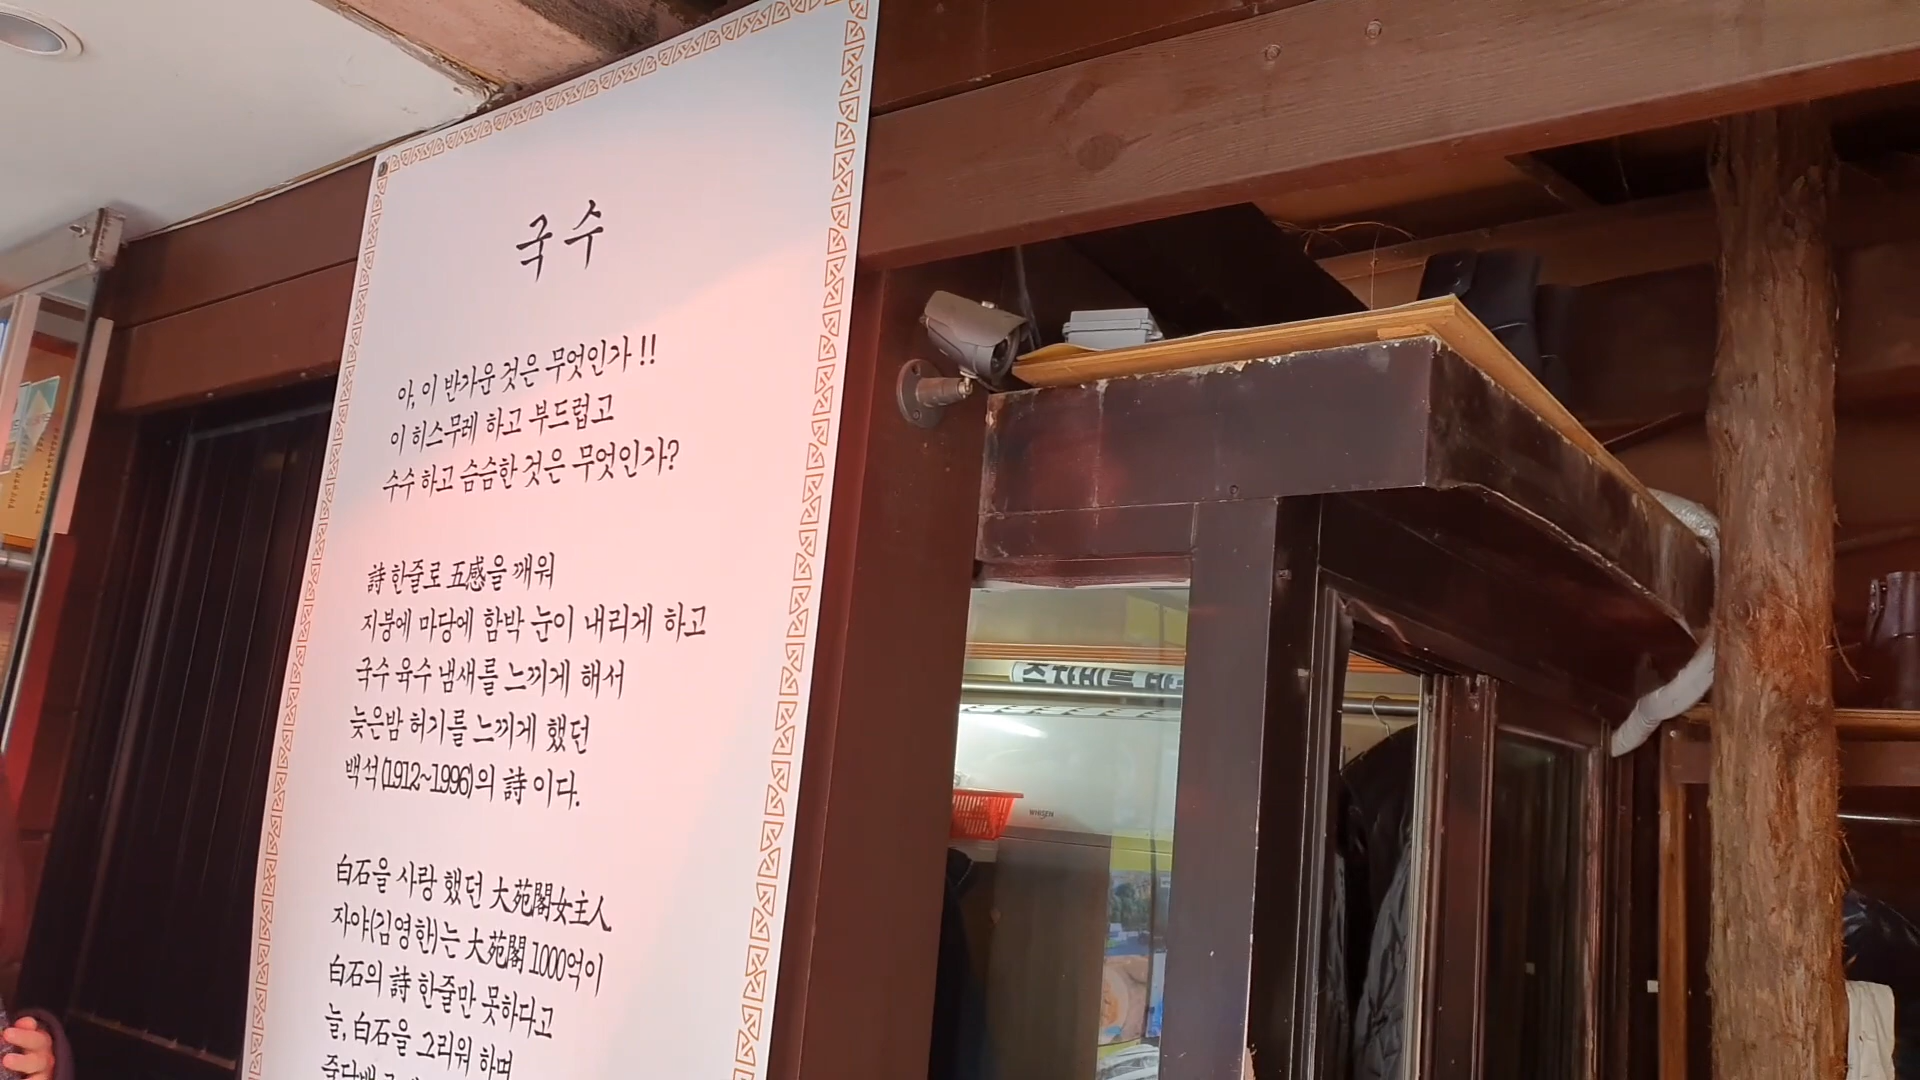 국수
아, 이 반가운 것은 무엇인가 !!
이 히스무레 하고 부드럽고
수수 하고 슴슴한 것은 무엇인가?
詩 한줄로 五感을 깨워
지붕에 마당에 함박 눈이 내리게 하고
국수 육수 냄새를 느끼게 해서
늦은밤 허기를 느끼게 했던
백석(1912~1996)의 詩 이다.
白石을 사랑 했던 大苑閣女主人
자야(김영한)는 大苑閣 1000억이
白石의 詩 한줄만 못하다고
늘, 白石을 그리워 하며
WHISEN